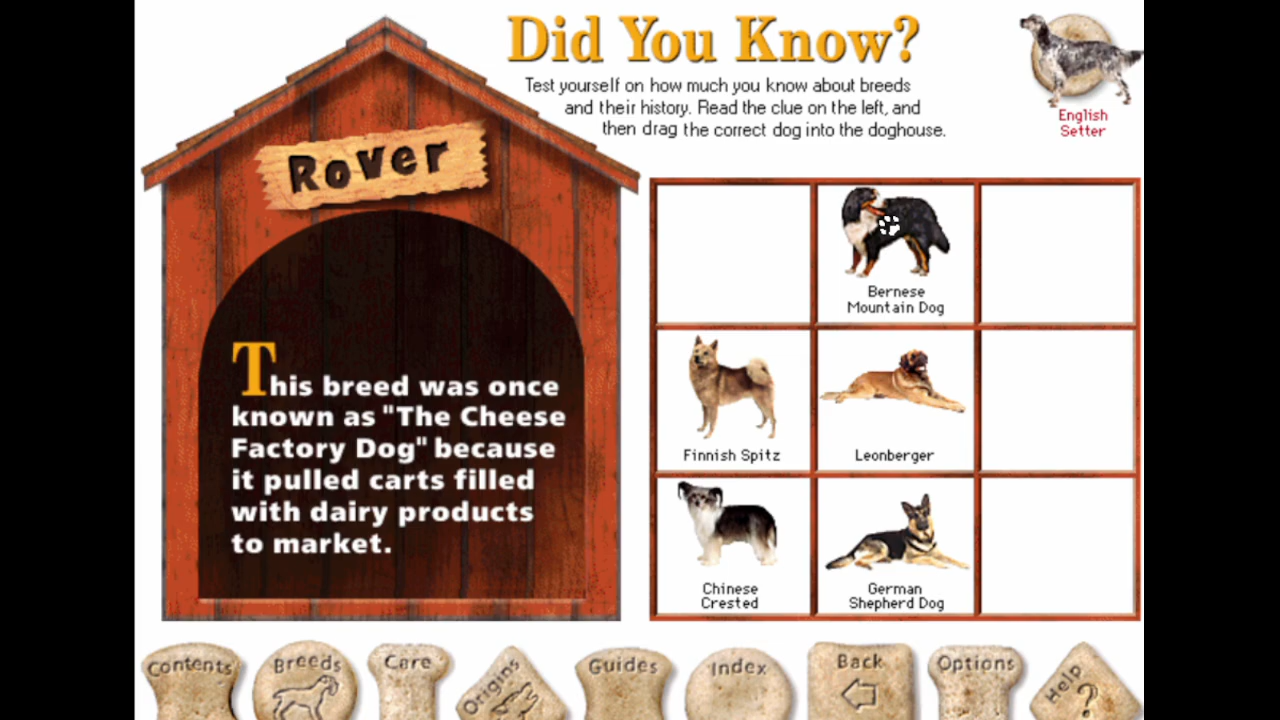 Did You Know?
Test yourself on how much you know about breeds
and their history. Read the clue on the left, and
then drag the correct dog into the doghouse.
English
Setter
Rover
This breed was once
known as "The Cheese
Factory Dog" because
it pulled carts filled
with dairy products
to market.
Bernese
Mountain Dog
Finnish Spitz
Leonberger
Chinese
Crested
German
Shepherd Dog
Contents
Breeds
Care
Origins
Guides
Index
Back
Options
Help
?